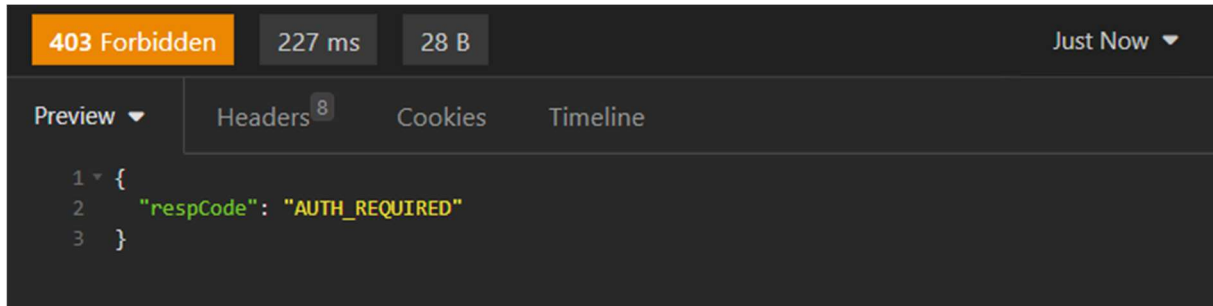 403 Forbidden 227 ms 28 B Just Now
Preview Headers 8 Cookies Timeline
1 {
2 "respCode": "AUTH_REQUIRED"
3 }